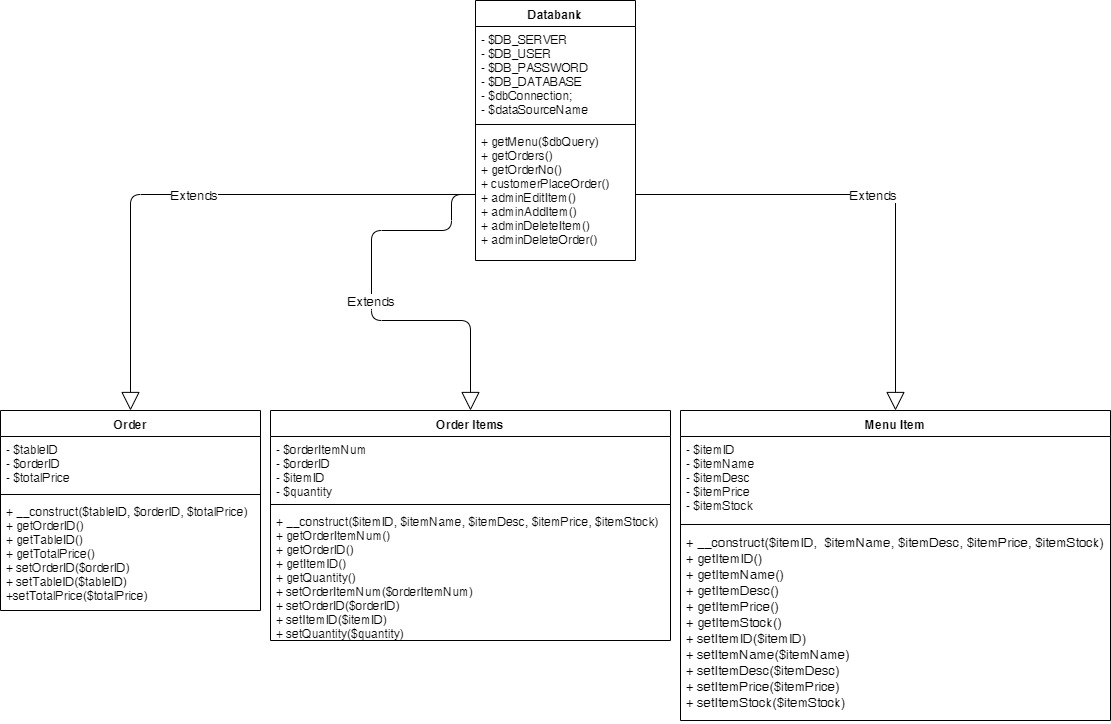 Databank
- $DB_SERVER
- $DB_USER
- $DB_PASSWORD
- $DB_DATABASE
- $dbConnection;
- $dataSourceName
+ getMenu($dbQuery)
+ getOrders()
+ getOrderNo()
+ customerPlaceOrder()
+ adminEditItem()
+ adminAddItem()
+ adminDeleteItem()
+ adminDeleteOrder()
Extends
Extends
Extends
Order
- $tableID
- $orderID
- $totalPrice
+ __construct($tableID, $orderID, $totalPrice)
+ getOrderID()
+ getTableID()
+ getTotalPrice()
+ setOrderID($orderID)
+ setTableID($tableID)
+setTotalPrice($totalPrice)
Order Items
- $orderItemNum
- $orderID
- $itemID
- $quantity
+ __construct($itemID, $itemName, $itemDesc, $itemPrice, $itemStock)
+ getOrderItemNum()
+ getOrderID()
+ getItemID()
+ getQuantity()
+ setOrderItemNum($orderItemNum)
+ setOrderID($orderID)
+ setItemID($itemID)
+ setQuantity($quantity)
Menu Item
- $itemID
- $itemName
- $itemDesc
- $itemPrice
- $itemStock
+ __construct($itemID,  $itemName, $itemDesc, $itemPrice, $itemStock)
+ getItemID()
+ getItemName()
+ getItemDesc()
+ getItemPrice()
+ getItemStock()
+ setItemID($itemID)
+ setItemName($itemName)
+ setItemDesc($itemDesc)
+ setItemPrice($itemPrice)
+ setItemStock($itemStock)